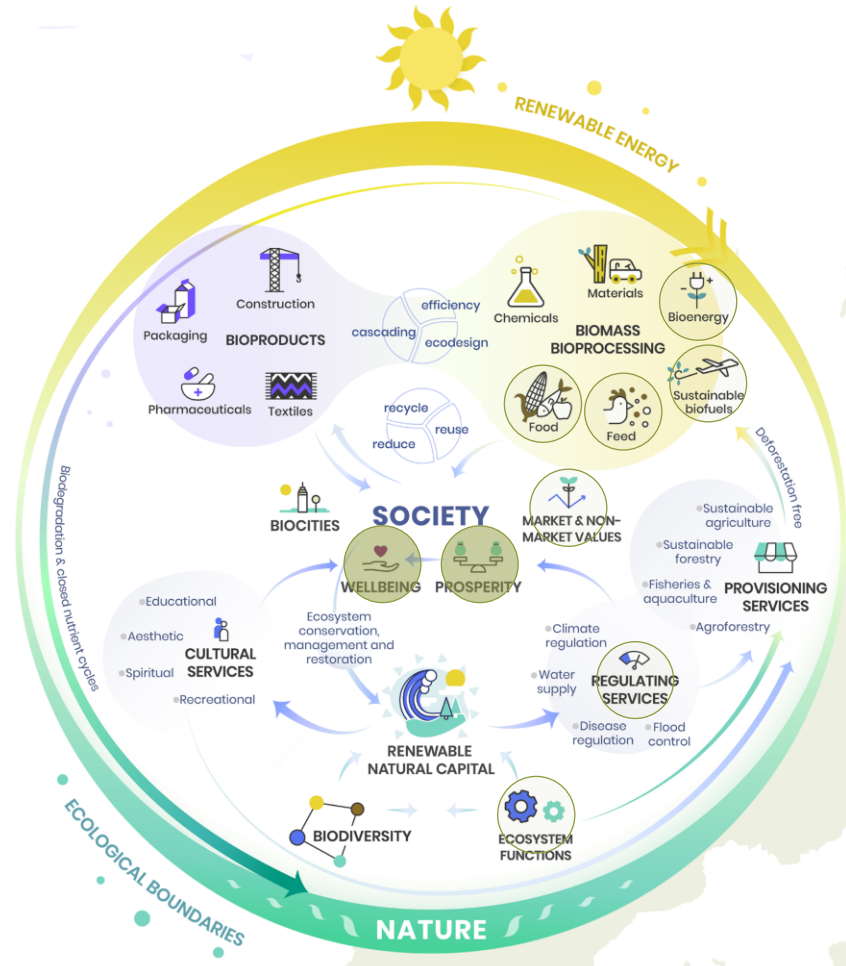 RENEWABLE ENERGY
Construction
Packaging
BIOPRODUCTS
Pharmaceuticals
Textiles
efficiency
cascading
ecodesign
recycle
reuse
reduce
Chemicals
Materials
Bioenergy
BIOMASS
BIOPROCESSING
Sustainable
biofuels
Food
Feed
Deforestation free
Biodegradation & closed nutrient cycles
BIOCITIES
SOCIETY
MARKET & NON-
MARKET VALUES
WELLBEING
PROSPERITY
Sustainable
agriculture
Sustainable
forestry
Fisheries &
aquaculture
Agroforestry
PROVISIONING
SERVICES
Educational
Aesthetic
Spiritual
Recreational
CULTURAL
SERVICES
Ecosystem
conservation,
management and
restoration
Climate
regulation
Water
supply
REGULATING
SERVICES
Disease
regulation
Flood
control
RENEWABLE
NATURAL CAPITAL
BIODIVERSITY
ECOSYSTEM
FUNCTIONS
ECOLOGICAL BOUNDARIES
NATURE